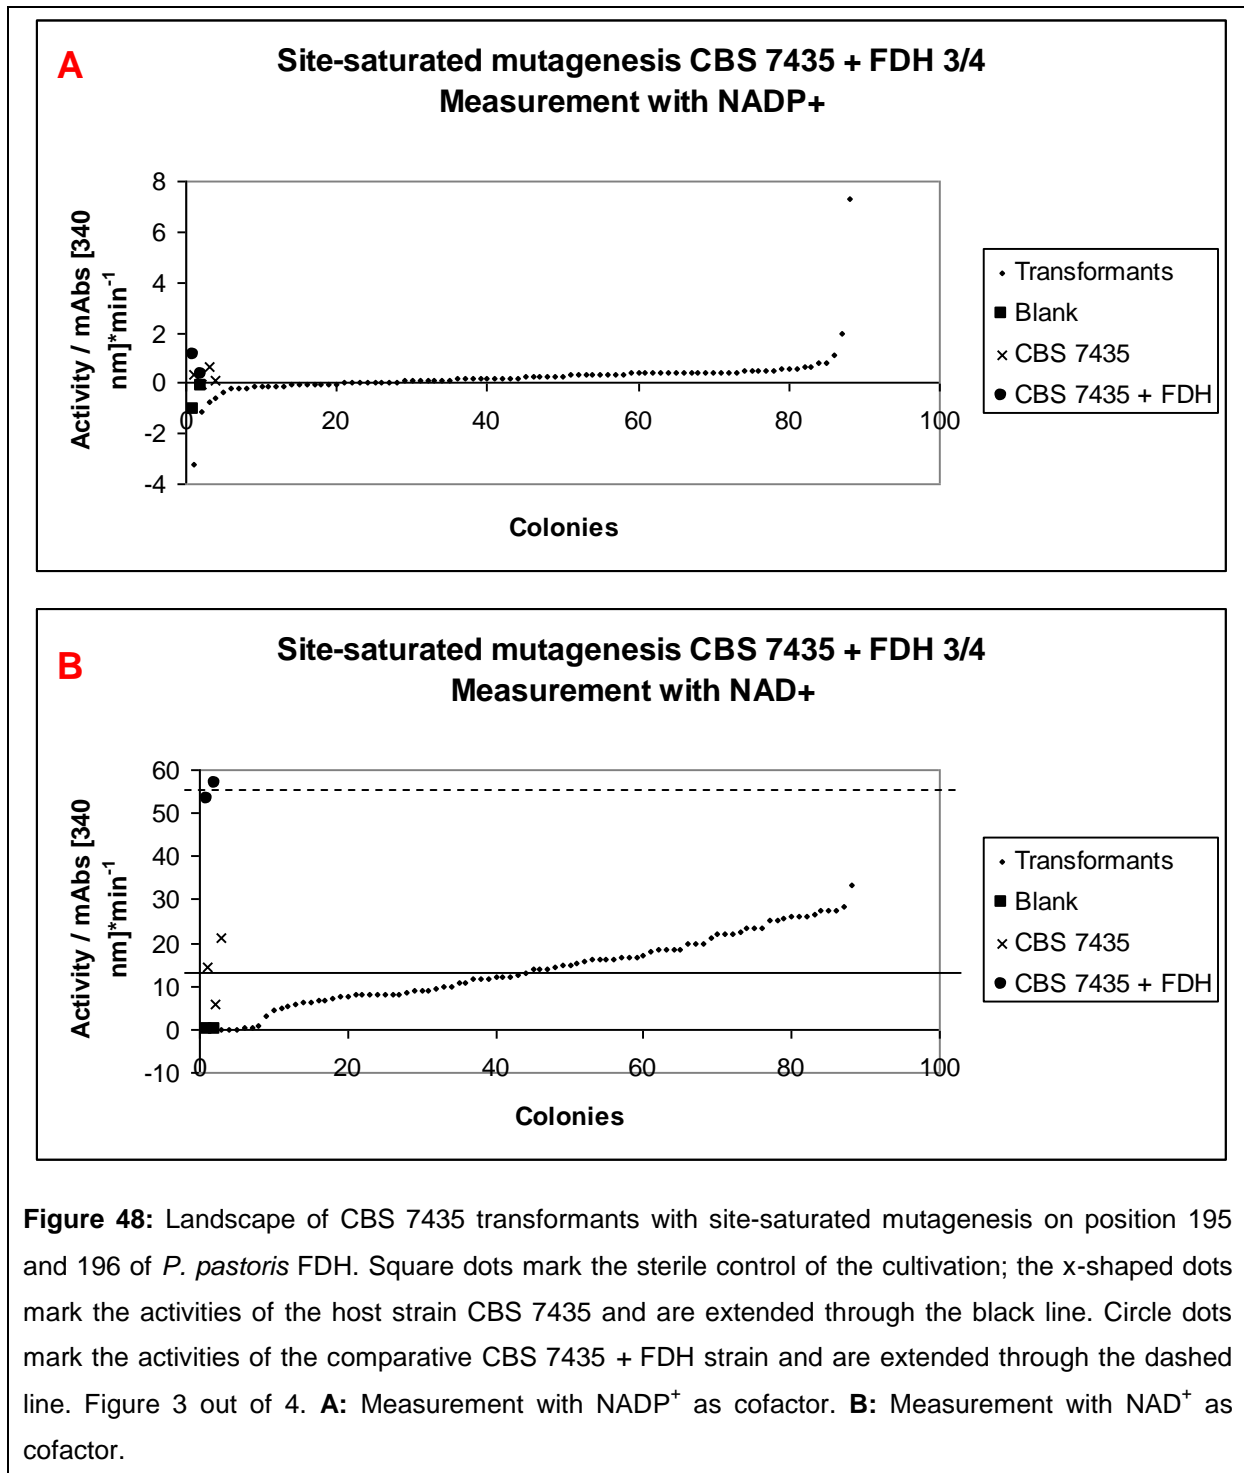 A
Site-saturated mutagenesis CBS 7435 + FDH 3/4
Measurement with NADP+
Activity / mAbs [340
nm]*min-1
8
6
4
2
0
-2
-4
0
20
40
60
80
100
Colonies
Transformants
Blank
CBS 7435
CBS 7435 + FDH
B
Site-saturated mutagenesis CBS 7435 + FDH 3/4
Measurement with NAD+
Activity / mAbs [340
nm]*min-1
60
50
40
30
20
10
0
-10
0
20
40
60
80
100
Colonies
Transformants
Blank
CBS 7435
CBS 7435 + FDH
Figure 48: Landscape of CBS 7435 transformants with site-saturated mutagenesis on position 195
and 196 of P. pastoris FDH. Square dots mark the sterile control of the cultivation; the x-shaped dots
mark the activities of the host strain CBS 7435 and are extended through the black line. Circle dots
mark the activities of the comparative CBS 7435 + FDH strain and are extended through the dashed
line. Figure 3 out of 4. A: Measurement with NADP+ as cofactor. B: Measurement with NAD+ as
cofactor.